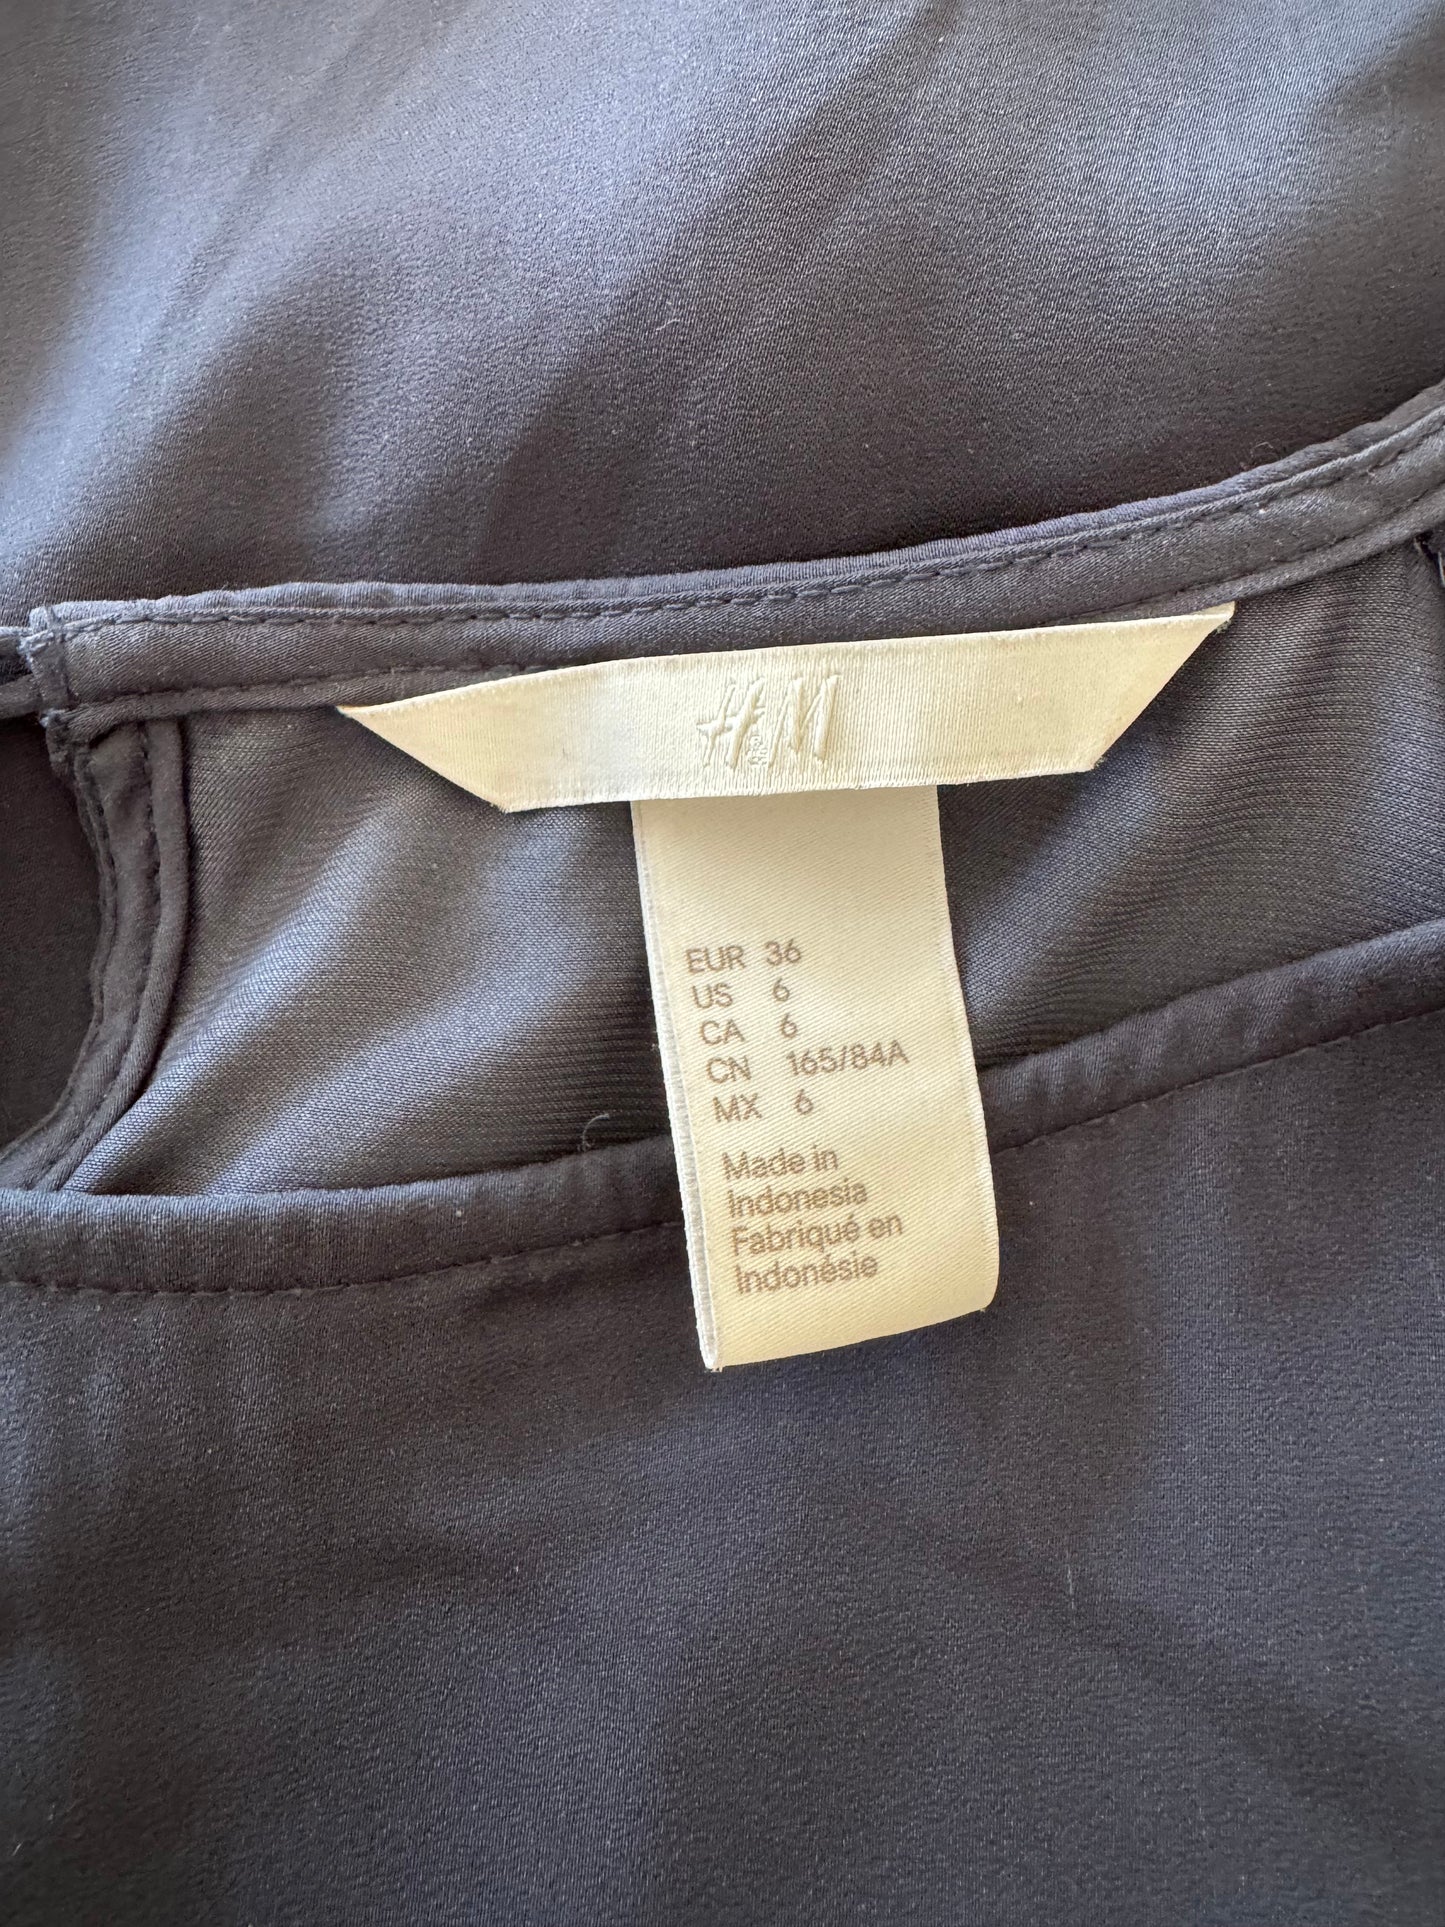 H&M
EUR 36
US 6
CA 6
CN 165/84A
MX 6
Made in
Indonesia
Fabriqué en
Indonésie